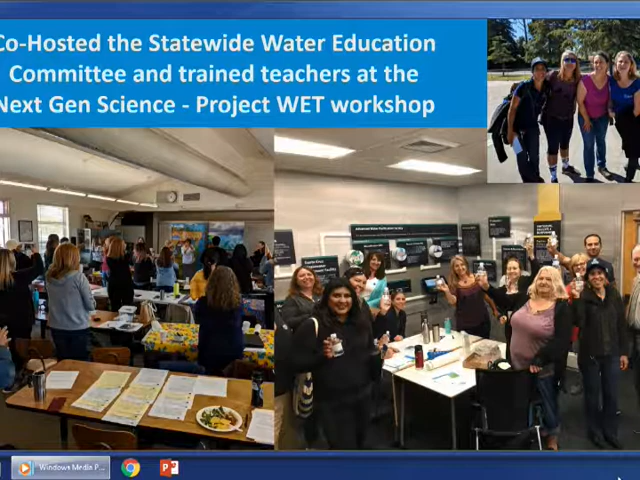 Co-Hosted the Statewide Water Education
Committee and trained teachers at the
Next Gen Science - Project WET workshop
Windows Media P...